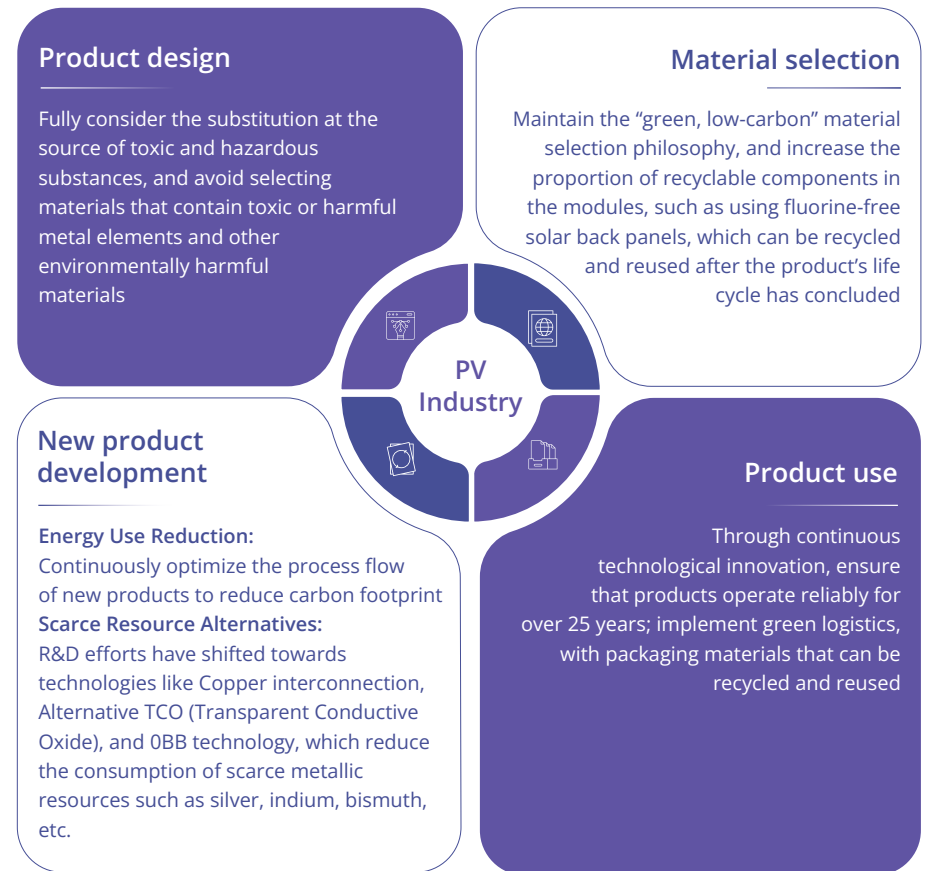 Product design
Fully consider the substitution at the
source of toxic and hazardous
substances, and avoid selecting
materials that contain toxic or harmful
metal elements and other
environmentally harmful
materials
Material selection
Maintain the “green, low-carbon” material
selection philosophy, and increase the
proportion of recyclable components in
the modules, such as using fluorine-free
solar back panels, which can be recycled
and reused after the product’s life
cycle has concluded
PV
Industry
New product
development
Energy Use Reduction:
Continuously optimize the process flow
of new products to reduce carbon footprint
Scarce Resource Alternatives:
R&D efforts have shifted towards
technologies like Copper interconnection,
Alternative TCO (Transparent Conductive
Oxide), and 0BB technology, which reduce
the consumption of scarce metallic
resources such as silver, indium, bismuth,
etc.
Product use
Through continuous
technological innovation, ensure
that products operate reliably for
over 25 years; implement green logistics,
with packaging materials that can be
recycled and reused